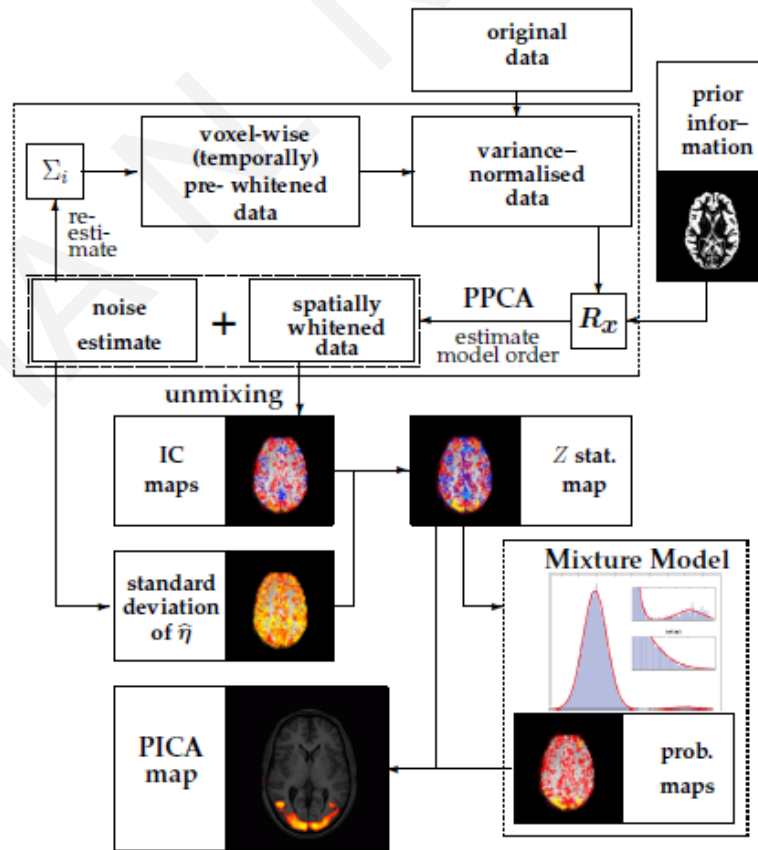 original
data
prior
infor-
mation
voxel-wise
(temporally)
pre- whitened
data
variance-
normalised
data
Σi
re-
esti-
mate
noise
estimate
+
spatially
whitened
data
PPCA
estimate
model order
Rx
unmixing
IC
maps
Z stat.
map
standard
deviation
of η̂
Mixture Model
PICA
map
prob.
maps